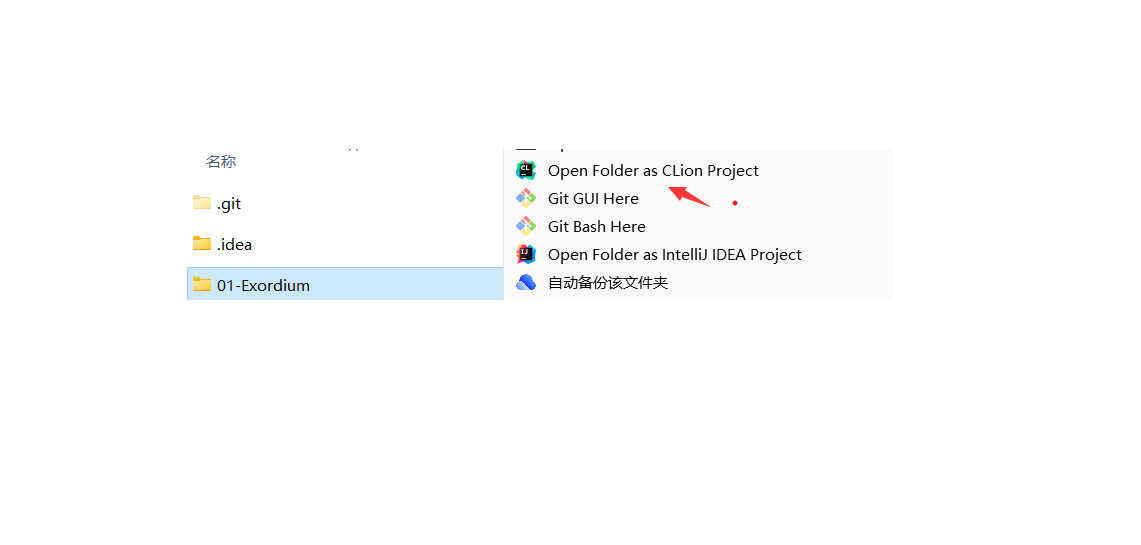 名称
.git
.idea
01-Exordium
Open Folder as CLion Project
Git GUI Here
Git Bash Here
Open Folder as IntelliJ IDEA Project
自动备份该文件夹